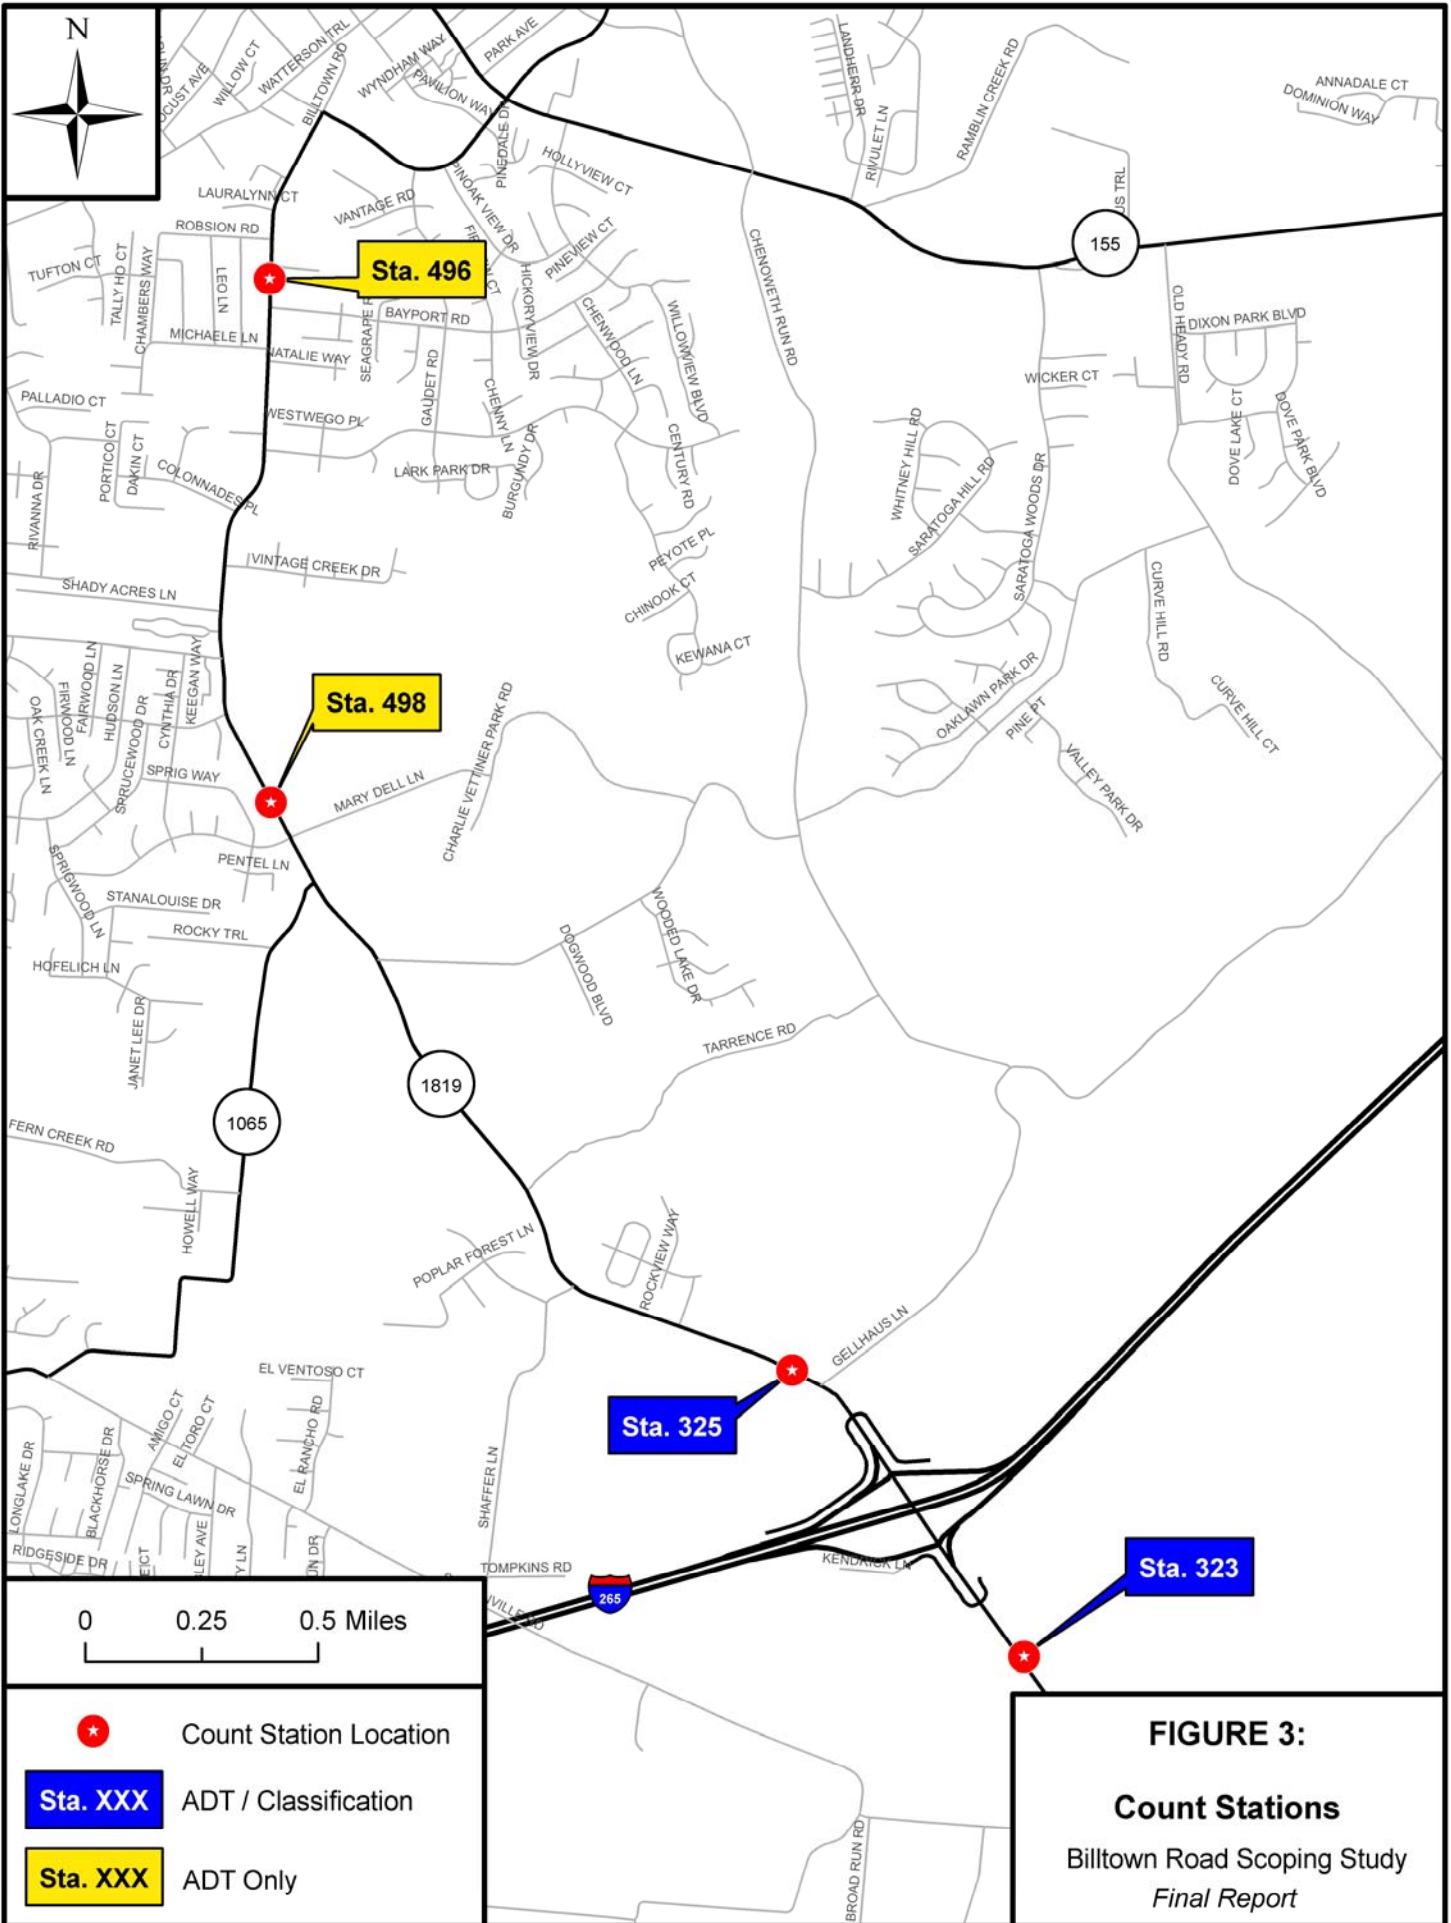 N
LOCUST AVE
WILLOW CT
WATTERSON TRL
BILLTOWN RD
WYNDHAM WAY
PARK AVE
PAVILION WAY
PINEDALE DR
LANDHERR DR
RIVULET LN
RAMBLIN CREEK RD
ANNADALE CT
DOMINION WAY
US TRL
HOLLYVIEW CT
LAURALYNN CT
VANTAGE RD
PINOAK VIEW DR
ROBSION RD
155
PINEVIEW CT
CHENOWETH RUN RD
TUFTON CT
TALLY HO CT
CHAMBERS WAY
LEO LN
Sta. 496
HICKORYVIEW DR
BAYPORT RD
SEAGRAPE R
MICHAELE LN
NATALIE WAY
GAUDET RD
CHENWOOD LN
WILLOWVIEW BLVD
OLD HEADY RD
DIXON PARK BLVD
WICKER CT
PALLADIO CT
WESTWEGO PL
CHENNY LN
DOVE LAKE CT
DOVE PARK BLVD
PORTICO CT
DAKIN CT
COLONNADES PL
LARK PARK DR
BURGUNDY DR
CENTURY RD
WHITNEY HILL RD
SARATOGA HILL RD
SARATOGA WOODS DR
RIVANNA DR
VINTAGE CREEK DR
PEYOTE PL
CHINOOK CT
CURVE HILL RD
SHADY ACRES LN
KEWANA CT
OAK CREEK LN
FIRWOOD LN
FAIRWOOD LN
HUDSON LN
SPRUCEWOOD DR
CYNTHIA DR
KEEGAN WAY
Sta. 498
CHARLIE VETTINER PARK RD
OAKLAWN PARK DR
PINE PT
CURVE HILL CT
VALLEY PARK DR
SPRIG WAY
MARY DELL LN
PENTEL LN
SPRIGWOOD LN
STANALOUISE DR
ROCKY TRL
HOFELICH LN
DOGWOOD BLVD
WOODED LAKE DR
JANET LEE DR
TARRENCE RD
1819
1065
FERN CREEK RD
HOWELL WAY
POPLAR FOREST LN
ROCKVIEW WAY
GELLHAUS LN
EL VENTOSO CT
AMIGO CT
EL TORO CT
EL RANCHO RD
Sta. 325
LONGLAKE DR
BLACKHORSE DR
SPRING LAWN DR
SHAFFER LN
RIDGESIDE DR
ECT
LEY AVE
Y LN
UN DR
TOMPKINS RD
KENDRICK LN
Sta. 323
265
VILLE RD
0 0.25 0.5 Miles
Count Station Location
Sta. XXX ADT / Classification
Sta. XXX ADT Only
BROAD RUN RD
FIGURE 3:
Count Stations
Billtown Road Scoping Study
Final Report